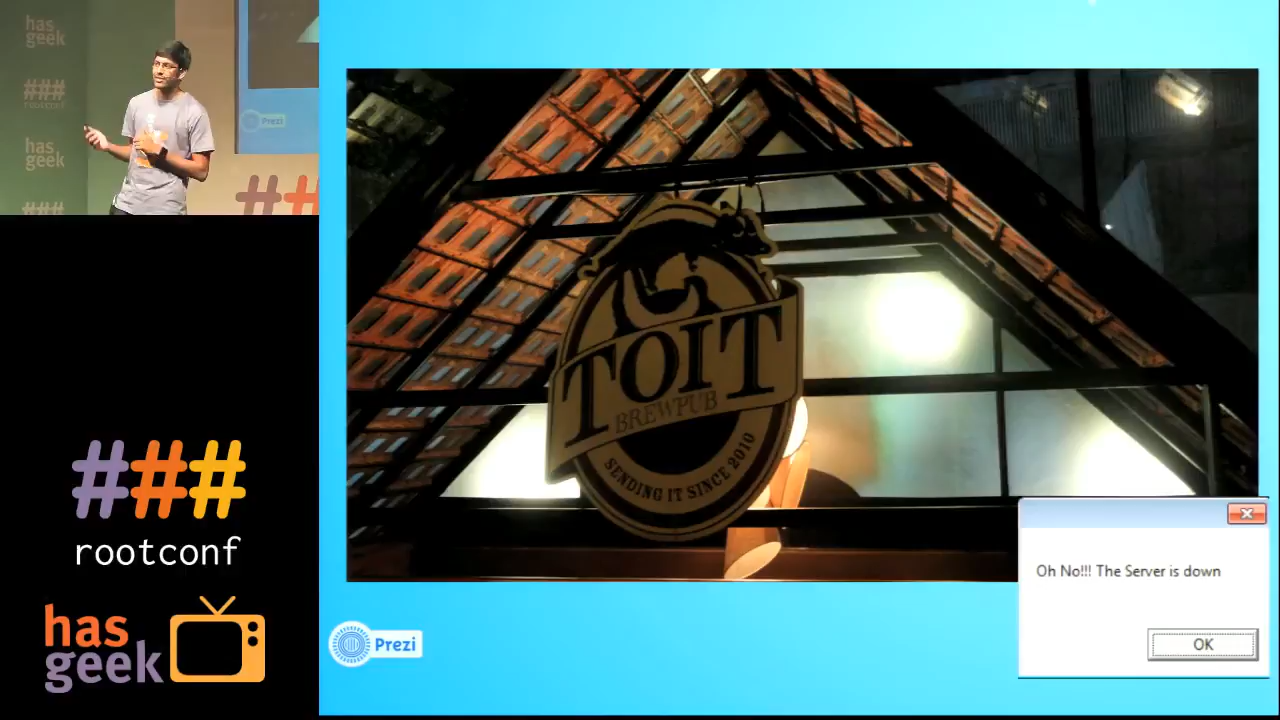 has
geek
###
rootconf
has
geek
###
Prezi
##
TOIT
BREWPUB
SENDING IT SINCE 2010
Oh No!!! The Server is down
OK
Prezi
###
rootconf
has
geek